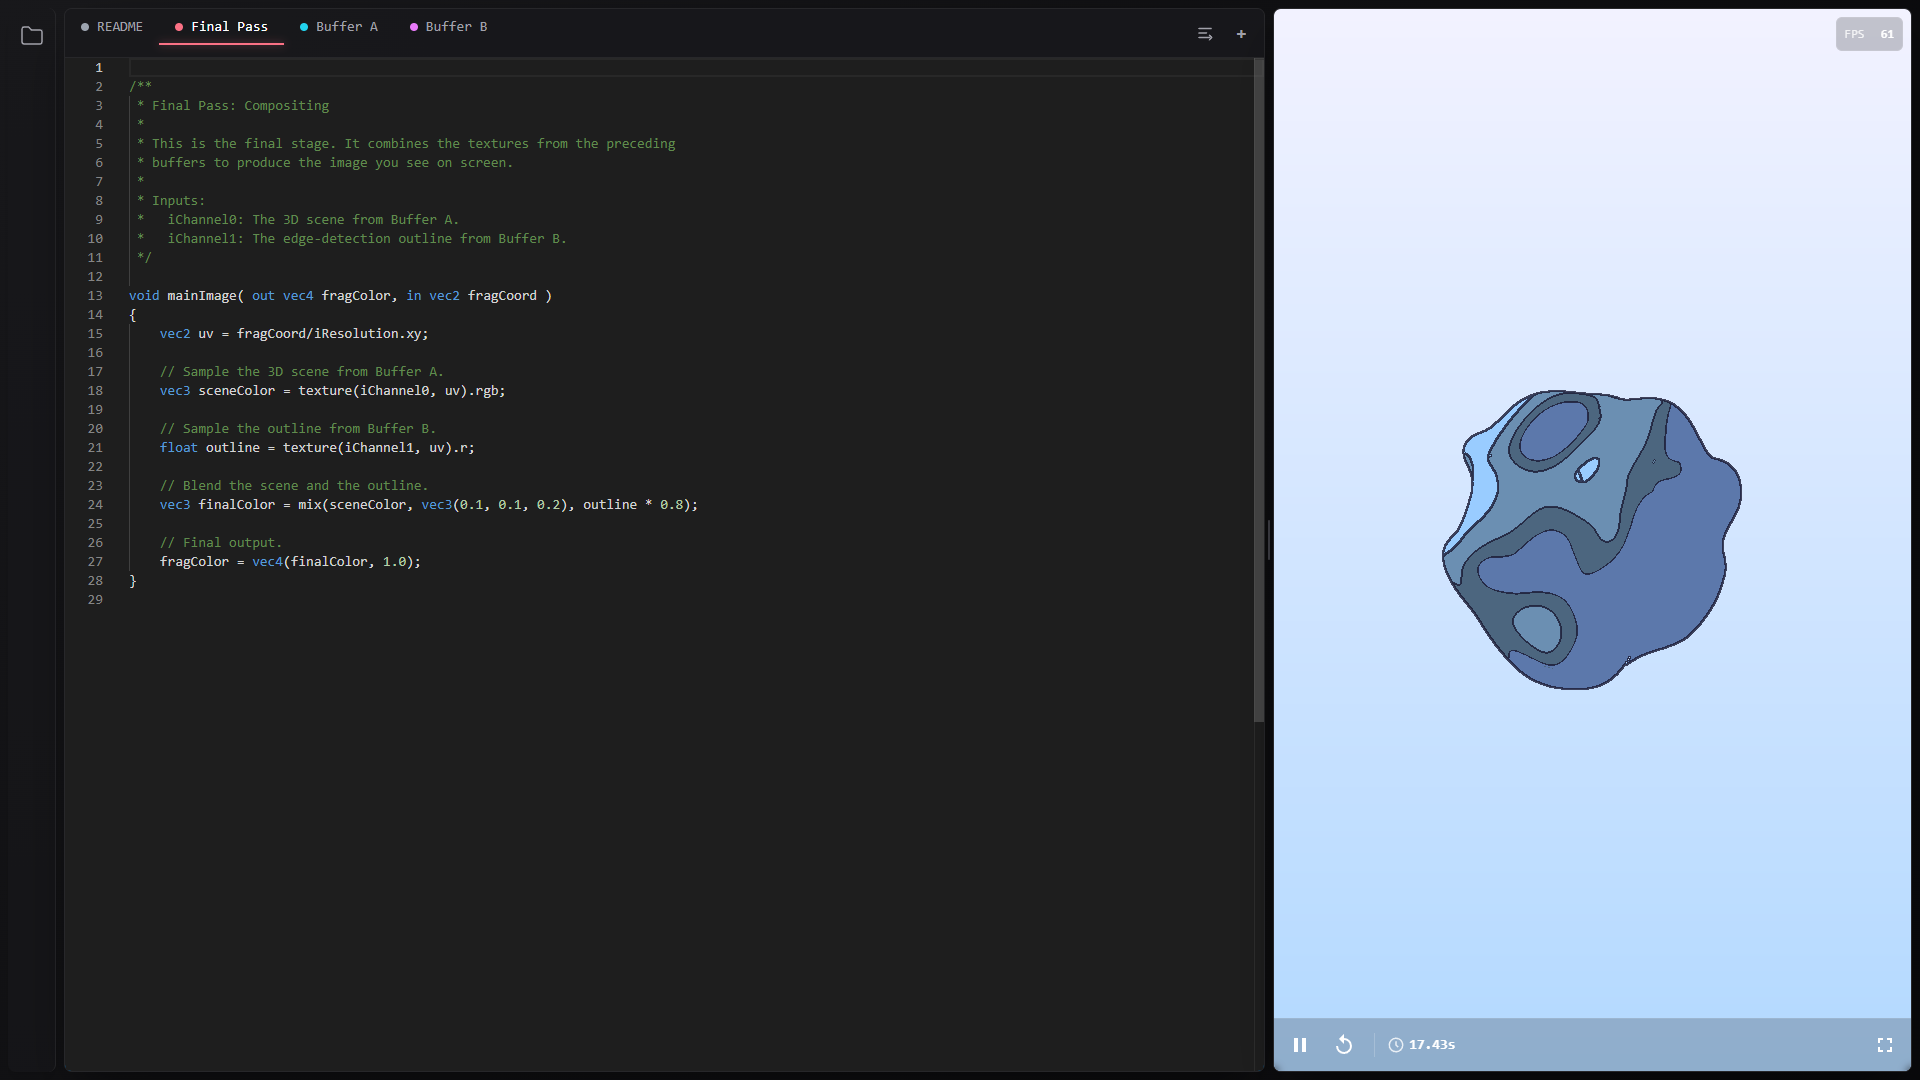 README
Final Pass
Buffer A
Buffer B
+
FPS 61
1
2 /**
3  * Final Pass: Compositing
4  *
5  * This is the final stage. It combines the textures from the preceding
6  * buffers to produce the image you see on screen.
7  *
8  * Inputs:
9  *   iChannel0: The 3D scene from Buffer A.
10  *   iChannel1: The edge-detection outline from Buffer B.
11  */
12
13 void mainImage( out vec4 fragColor, in vec2 fragCoord )
14 {
15     vec2 uv = fragCoord/iResolution.xy;
16
17     // Sample the 3D scene from Buffer A.
18     vec3 sceneColor = texture(iChannel0, uv).rgb;
19
20     // Sample the outline from Buffer B.
21     float outline = texture(iChannel1, uv).r;
22
23     // Blend the scene and the outline.
24     vec3 finalColor = mix(sceneColor, vec3(0.1, 0.1, 0.2), outline * 0.8);
25
26     // Final output.
27     fragColor = vec4(finalColor, 1.0);
28 }
29
17.43s